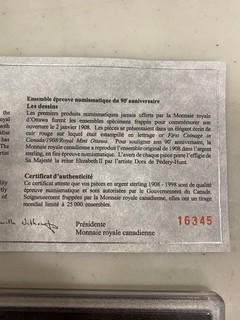 Ensemble épreuve numismatique du 90e anniversaire
Les dessins
Les premiers produits numismatiques jamais offerts par la Monnaie royale
d'Ottawa furent les ensembles spécimen frappés pour commémorer son
ouverture le 2 janvier 1908. Les pièces se présentaient dans un élégant écrin de
cuir rouge sur lequel était estampillé en lettrage or First Coinage in
Canada/1908/Royal Mint Ottawa. Pour souligner son 90e anniversaire, la
Monnaie royale canadienne a reproduit l'ensemble original de 1908 dans l'argent
sterling, en fini épreuve numismatique. L'avers de chaque pièce porte l'effigie de
Sa Majesté la reine Elizabeth II par l'artiste Dora de Pédery-Hunt.
Certificat d'authenticité
Ce certificat atteste que vos pièces en argent sterling 1908 - 1998 sont de qualité
épreuve numismatique et sont autorisées par le Gouvernement du Canada.
Soigneusement frappées par la Monnaie royale canadienne, elles ont un tirage
mondial limité à 25 000 ensembles.
16345
Présidente
Monnaie royale canadienne